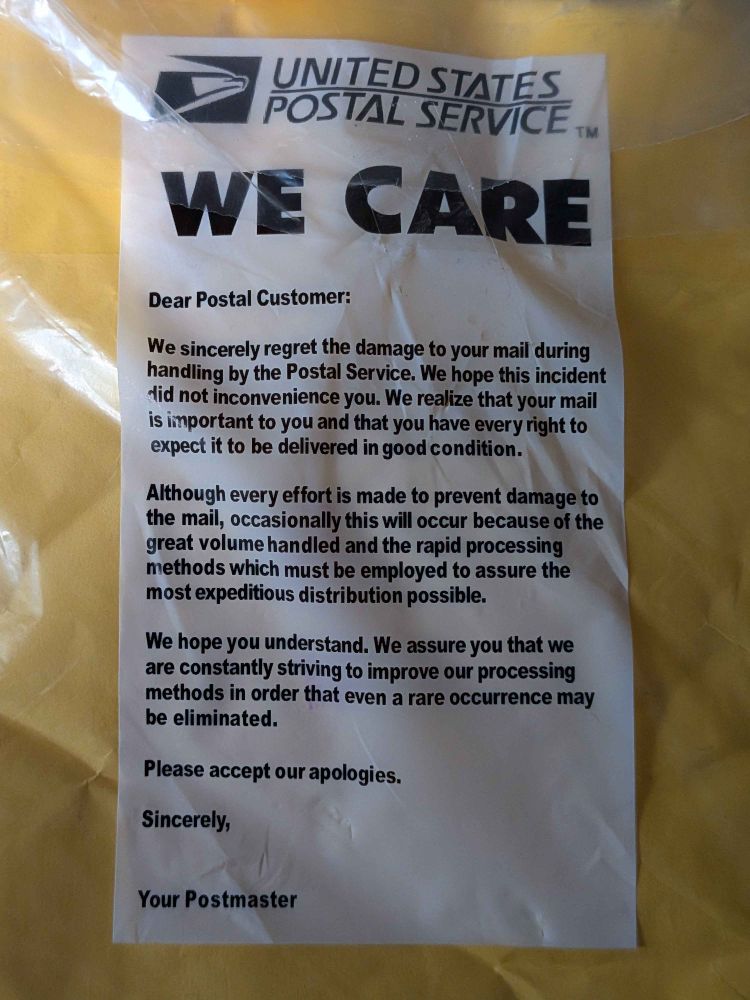 UNITED STATES
POSTAL SERVICE TM
WE CARE
Dear Postal Customer:
We sincerely regret the damage to your mail during
handling by the Postal Service. We hope this incident
did not inconvenience you. We realize that your mail
is important to you and that you have every right to
expect it to be delivered in good condition.
Although every effort is made to prevent damage to
the mail, occasionally this will occur because of the
great volume handled and the rapid processing
methods which must be employed to assure the
most expeditious distribution possible.
We hope you understand. We assure you that we
are constantly striving to improve our processing
methods in order that even a rare occurrence may
be eliminated.
Please accept our apologies.
Sincerely,
Your Postmaster